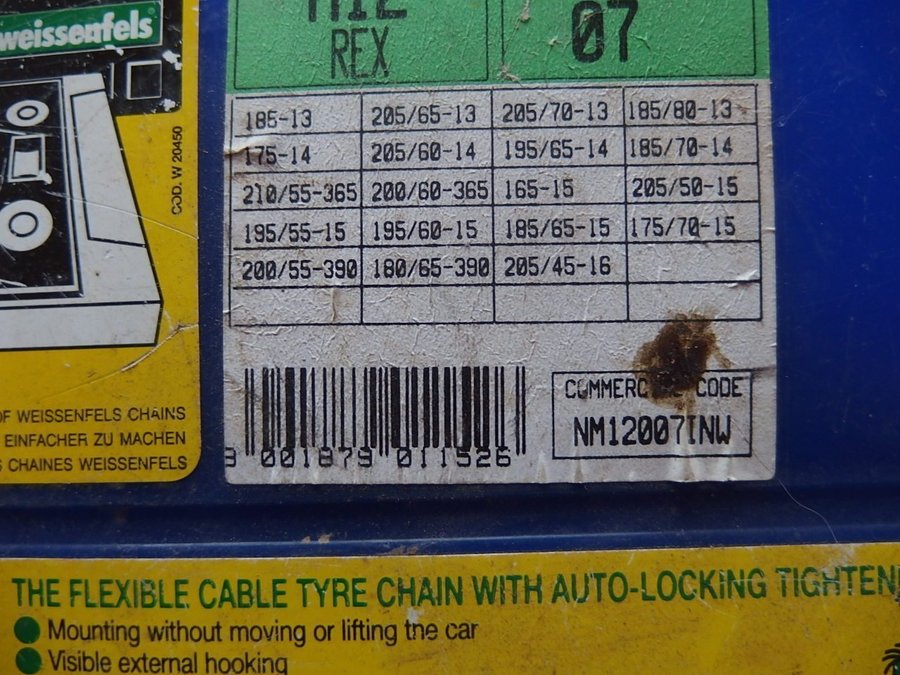 weissenfels
M12
REX
07
185-13 205/65-13 205/70-13 185/80-13
175-14 205/60-14 195/65-14 185/70-14
210/55-365 200/60-365 165-15 205/50-15
195/55-15 195/60-15 185/65-15 175/70-15
200/55-390 180/65-390 205/45-16
COD. W 20450
COMMERCIAL CODE
NM12007INW
001879 011526
OF WEISSENFELS CHAINS
EINFACHER ZU MACHEN
CHAINES WEISSENFELS
THE FLEXIBLE CABLE TYRE CHAIN WITH AUTO-LOCKING
Mounting without moving or lifting the car
Visible external hooking